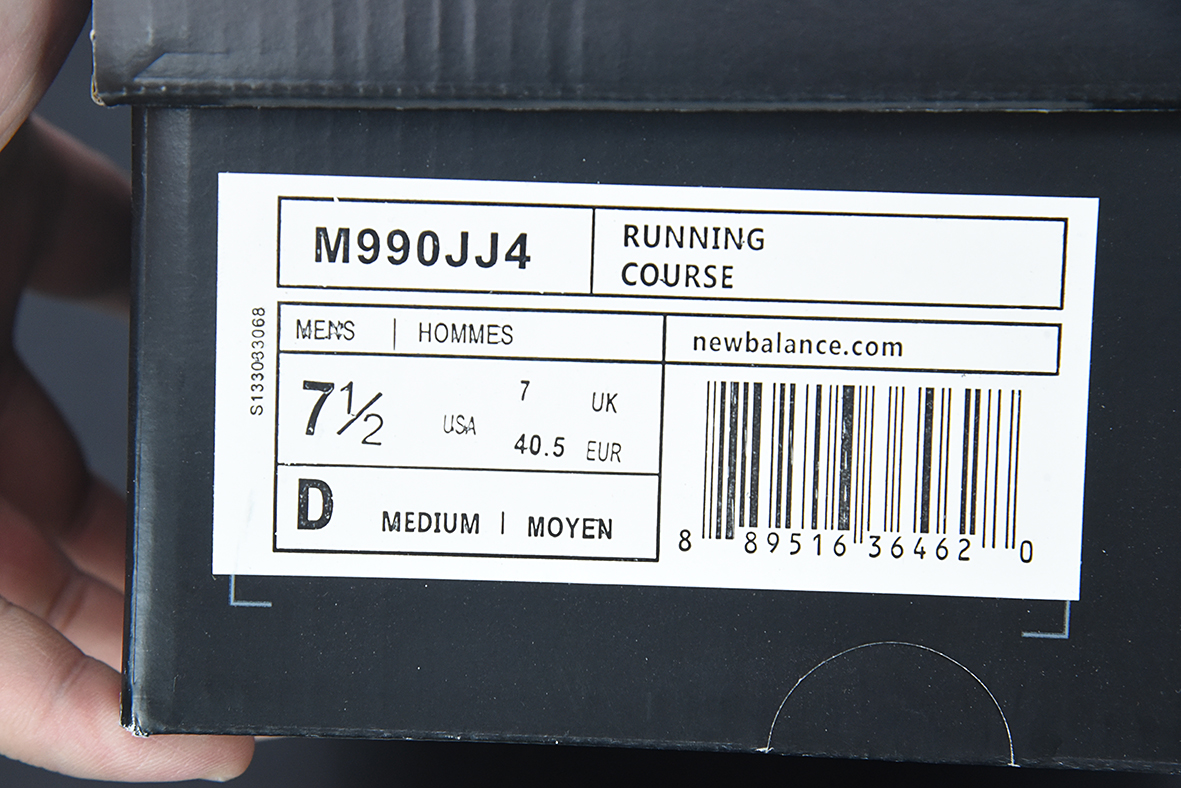 M990JJ4
RUNNING
COURSE
MENS | HOMMES
newbalance.com
S133083068
7½ USA
7 UK
40.5 EUR
D MEDIUM | MOYEN
8 89516 36462 0